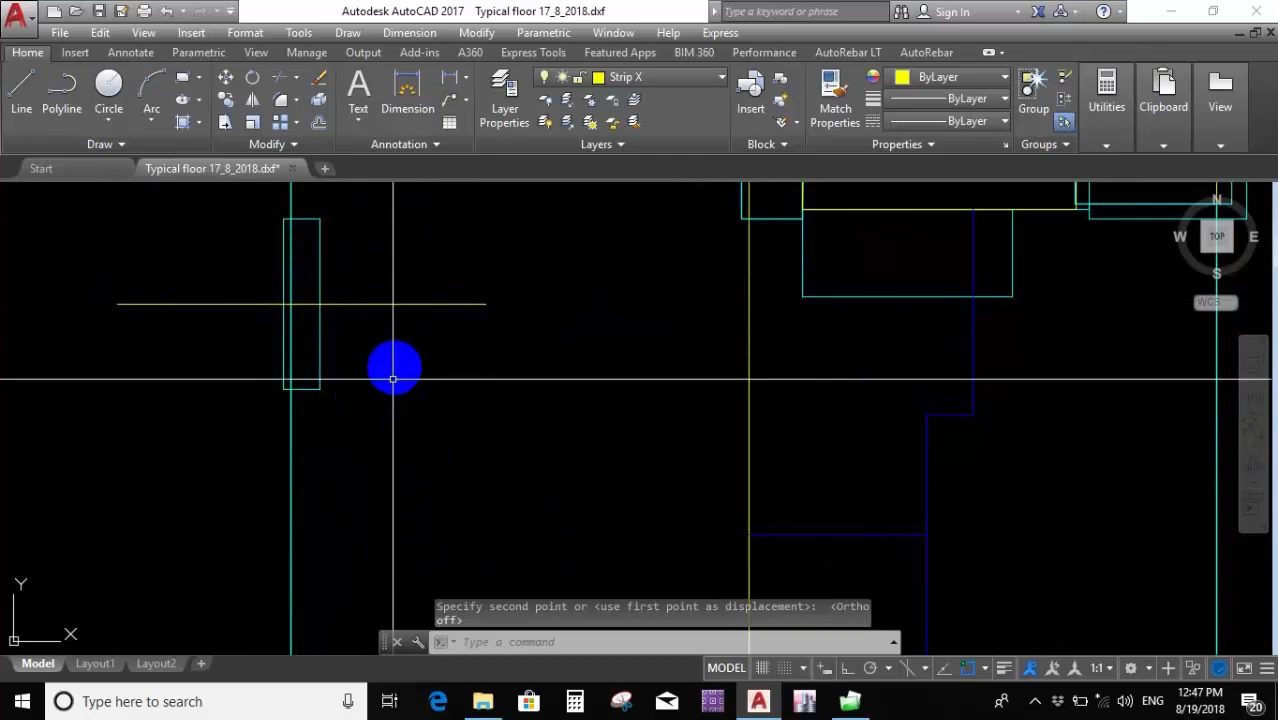 Autodesk AutoCAD 2017 Typical floor 17_8_2018.dxf
Type a keyword or phrase
Sign In
File Edit View Insert Format Tools Draw Dimension Modify Parametric Window Help Express
Home Insert Annotate Parametric View Manage Output Add-ins A360 Express Tools Featured Apps BIM 360 Performance AutoRebar LT AutoRebar
Strip X
ByLayer
ByLayer
ByLayer
Line Polyline Circle Arc Text Dimension Layer Properties Insert Match Properties Group Utilities Clipboard View
Draw Modify Annotation Layers Block Properties Groups
Start Typical floor 17_8_2018.dxf*
N
W TOP E
S
WCS
Y
X
Specify second point or <use first point as displacement>: <Ortho
off>
Type a command
Model Layout1 Layout2 MODEL 1:1
Type here to search
ENG
12:47 PM
8/19/2018
20